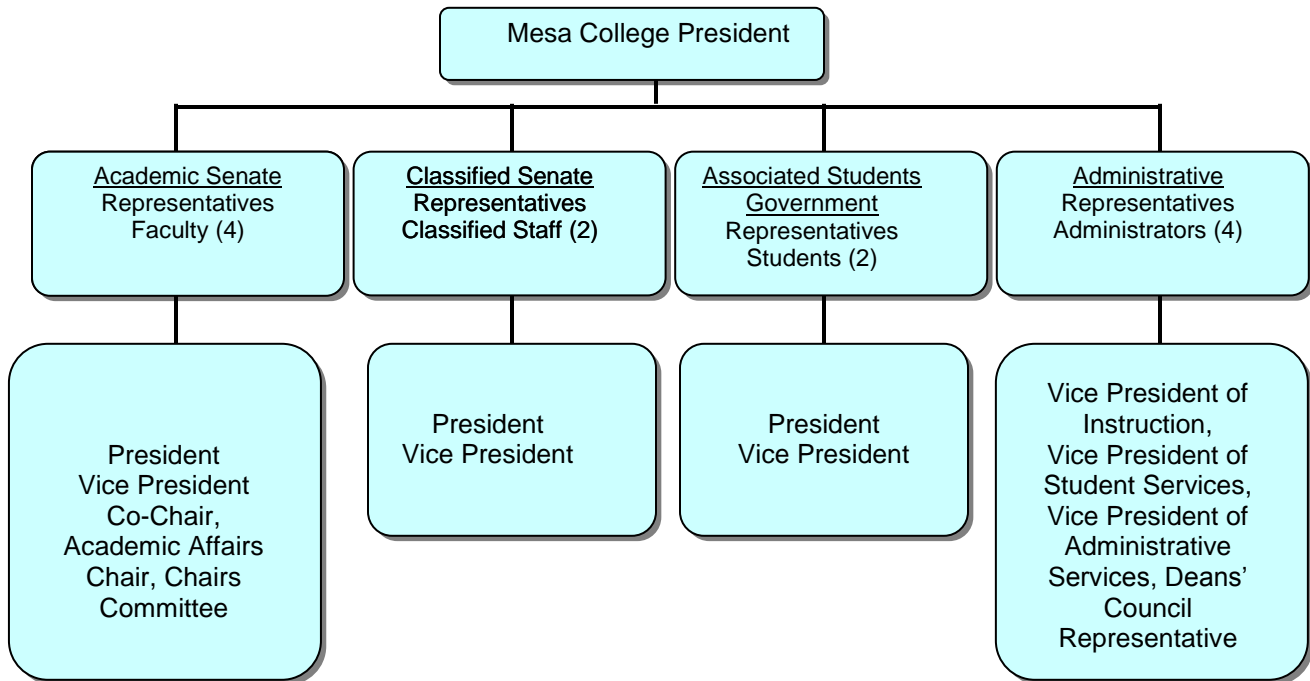 Mesa College President
Academic Senate
Representatives
Faculty (4)
Classified Senate
Representatives
Classified Staff (2)
Associated Students
Government
Representatives
Students (2)
Administrative
Representatives
Administrators (4)
President
Vice President
Co-Chair,
Academic Affairs
Chair, Chairs
Committee
President
Vice President
President
Vice President
Vice President of
Instruction,
Vice President of
Student Services,
Vice President of
Administrative
Services, Deans’
Council
Representative